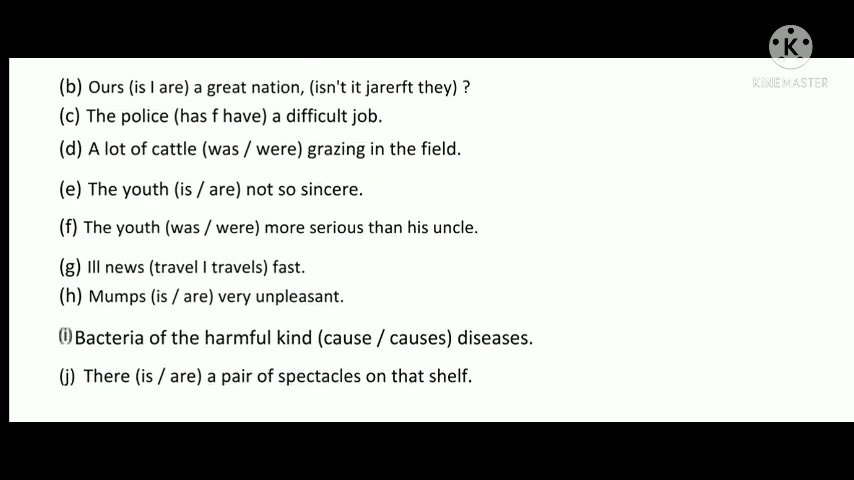 K
KINEMASTER
(b) Ours (is I are) a great nation, (isn't it jarerft they) ?
(c) The police (has f have) a difficult job.
(d) A lot of cattle (was / were) grazing in the field.
(e) The youth (is / are) not so sincere.
(f) The youth (was / were) more serious than his uncle.
(g) Ill news (travel I travels) fast.
(h) Mumps (is / are) very unpleasant.
(i) Bacteria of the harmful kind (cause / causes) diseases.
(j) There (is / are) a pair of spectacles on that shelf.